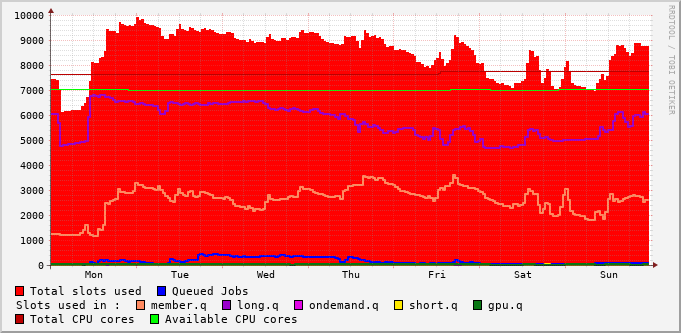 10000
9000
8000
7000
6000
5000
4000
3000
2000
1000
0
Mon Tue Wed Thu Fri Sat Sun
RRDTOOL / TOBI OETIKER
Total slots used Queued Jobs
Slots used in : member.q long.q ondemand.q short.q gpu.q
Total CPU cores Available CPU cores